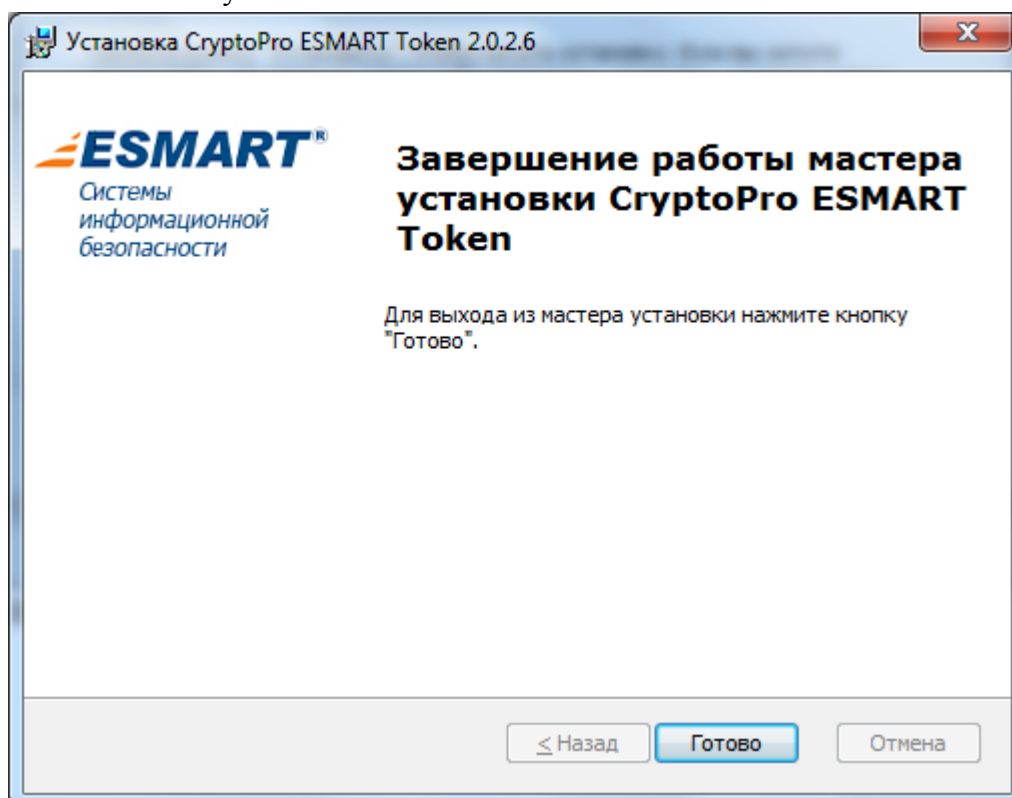 Установка CryptoPro ESMART Token 2.0.2.6
ESMART®
Системы
информационной
безопасности
Завершение работы мастера
установки CryptoPro ESMART
Token
Для выхода из мастера установки нажмите кнопку
"Готово".
< Назад
Готово
Отмена